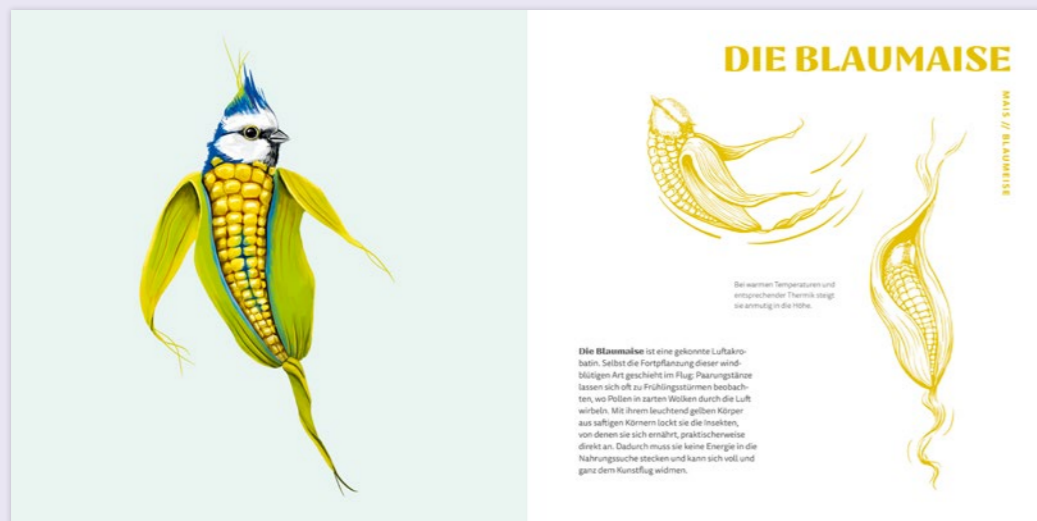 DIE BLAUMAISE
MAIS // BLAUMEISE
Bei warmen Temperaturen und
entsprechender Thermik steigt
sie anmutig in die Höhe.
Die Blaumaise ist eine gekonnte Luftakro-
batin. Selbst die Fortpflanzung dieser wind-
blütigen Art geschieht im Flug: Paarungstänze
lassen sich oft zu Frühlingsstürmen beobach-
ten, wo Pollen in zarten Wolken durch die Luft
wirbeln. Mit ihrem leuchtend gelben Körper
aus saftigen Körnern lockt sie die Insekten,
von denen sie sich ernährt, praktischerweise
direkt an. Dadurch muss sie keine Energie in die
Nahrungssuche stecken und kann sich voll und
ganz dem Kunstflug widmen.